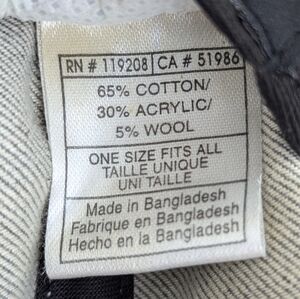 RN # 119208 CA # 51986
65% COTTON/
30% ACRYLIC/
5% WOOL
ONE SIZE FITS ALL
TAILLE UNIQUE
UNI TAILLE
Made in Bangladesh
Fabrique en Bangladesh
Hecho en la Bangladesh